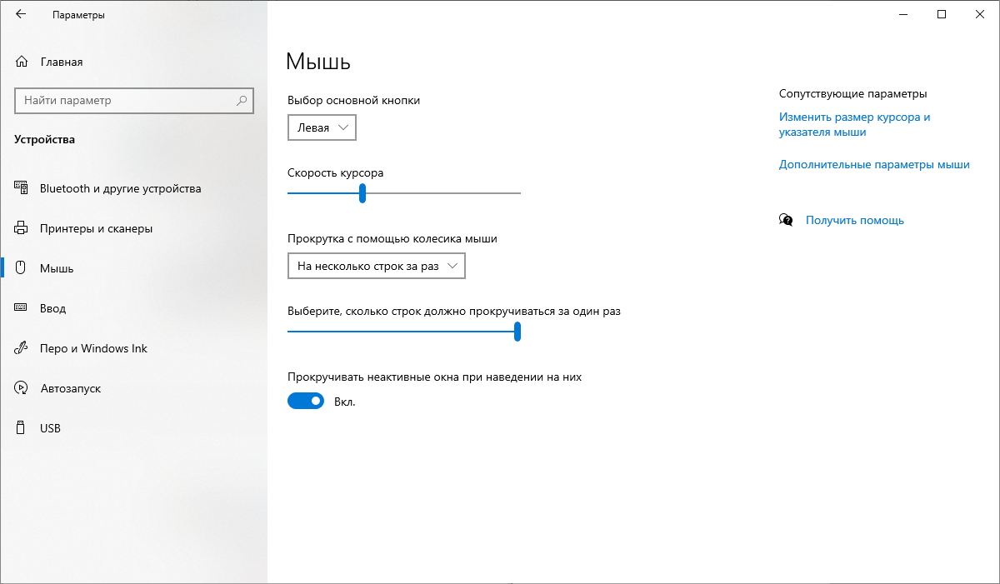 Параметры
Главная
Найти параметр
Устройства
Bluetooth и другие устройства
Принтеры и сканеры
Мышь
Ввод
Перо и Windows Ink
Автозапуск
USB
Мышь
Выбор основной кнопки
Левая
Скорость курсора
Прокрутка с помощью колесика мыши
На несколько строк за раз
Выберите, сколько строк должно прокручиваться за один раз
Прокручивать неактивные окна при наведении на них
Вкл.
Сопутствующие параметры
Изменить размер курсора и
указателя мыши
Дополнительные параметры мыши
Получить помощь